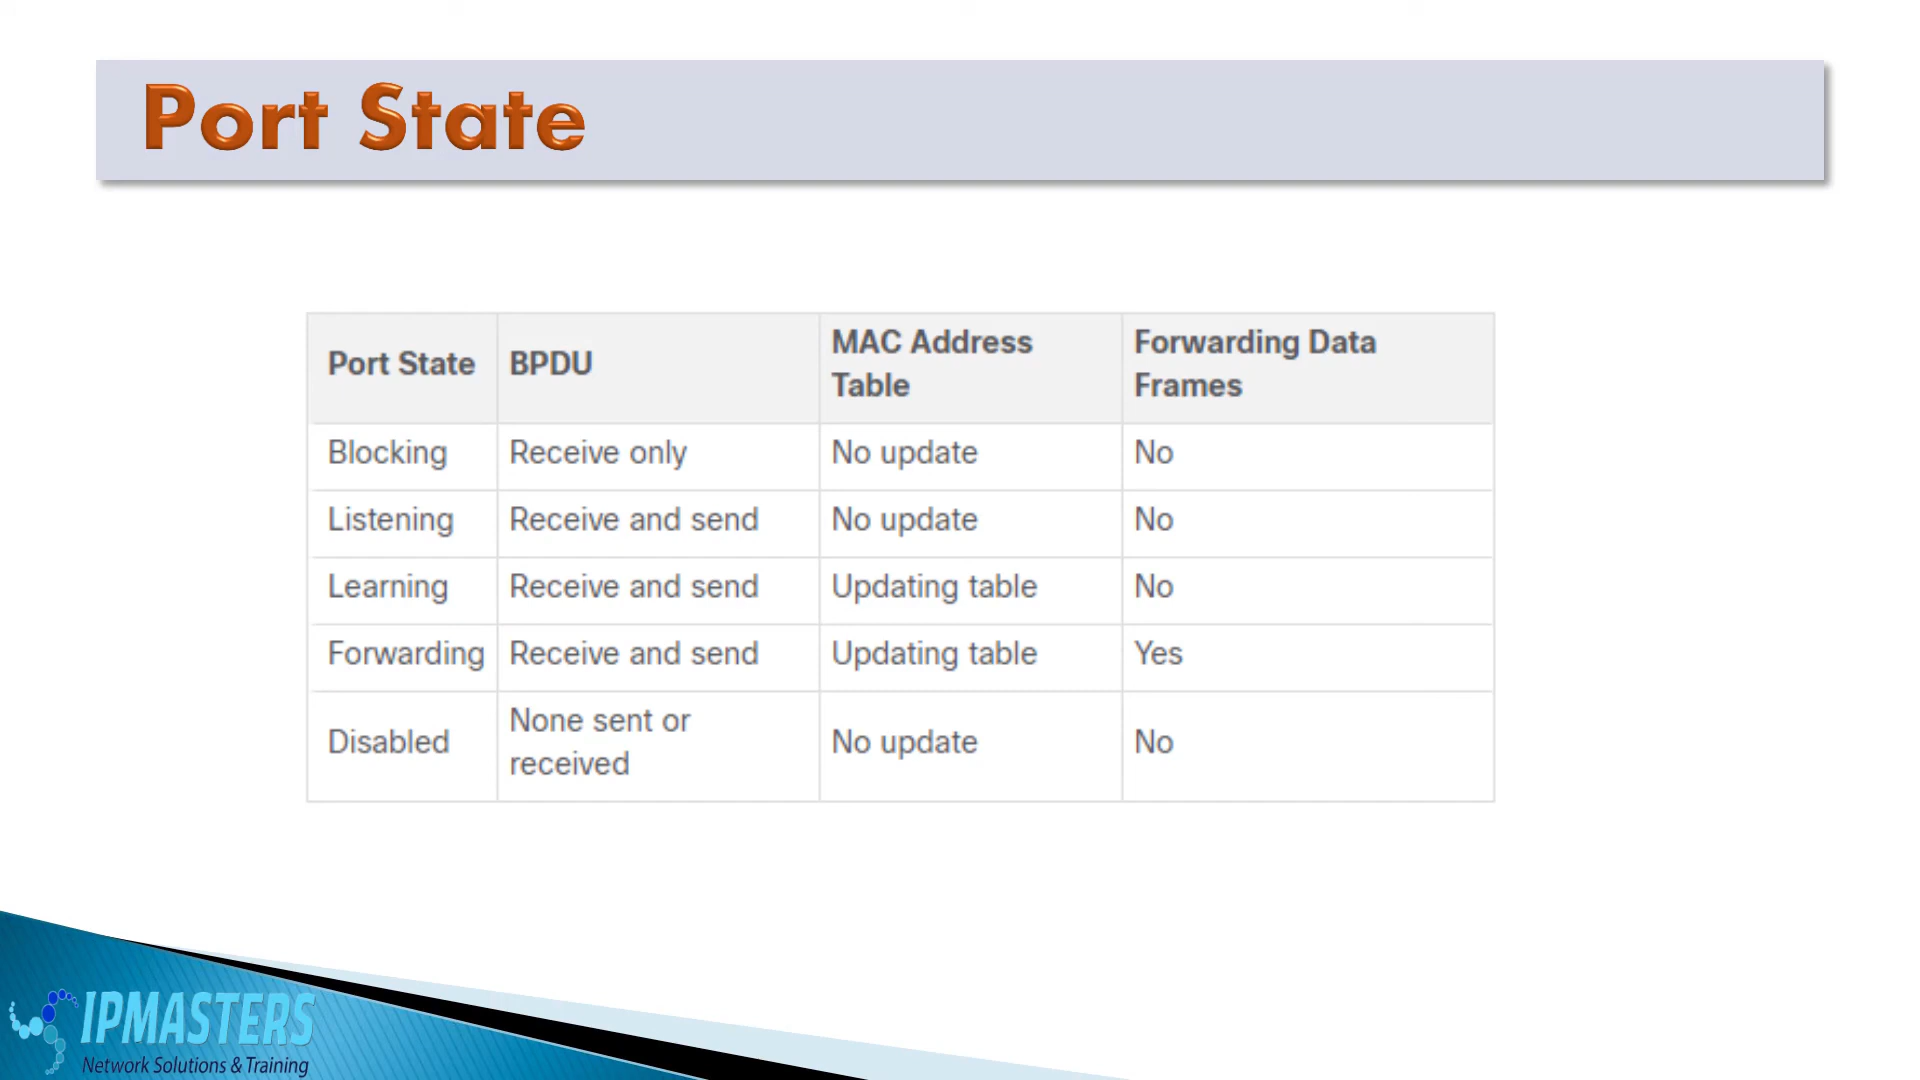 Port State
Port State BPDU MAC Address Table Forwarding Data Frames
Blocking Receive only No update No
Listening Receive and send No update No
Learning Receive and send Updating table No
Forwarding Receive and send Updating table Yes
Disabled None sent or received No update No
IPMASTERS
Network Solutions & Training